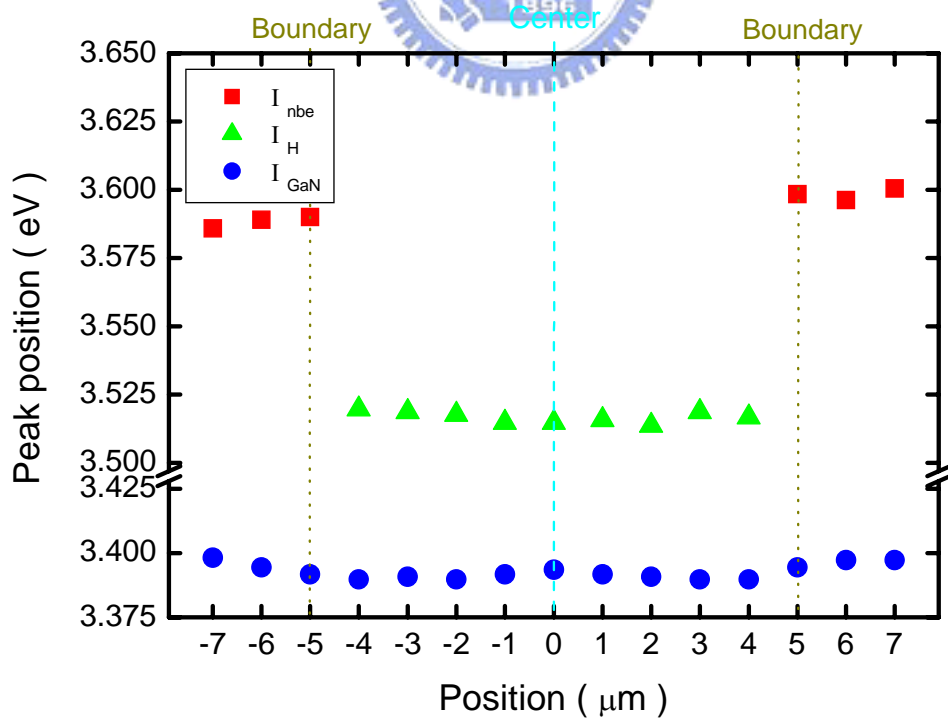 1896
Center
Boundary
Boundary
I nbe
I H
I GaN
3.650
3.625
3.600
3.575
3.550
3.525
3.500
3.425
3.400
3.375
Peak position ( eV )
-7 -6 -5 -4 -3 -2 -1 0 1 2 3 4 5 6 7
Position ( μm )